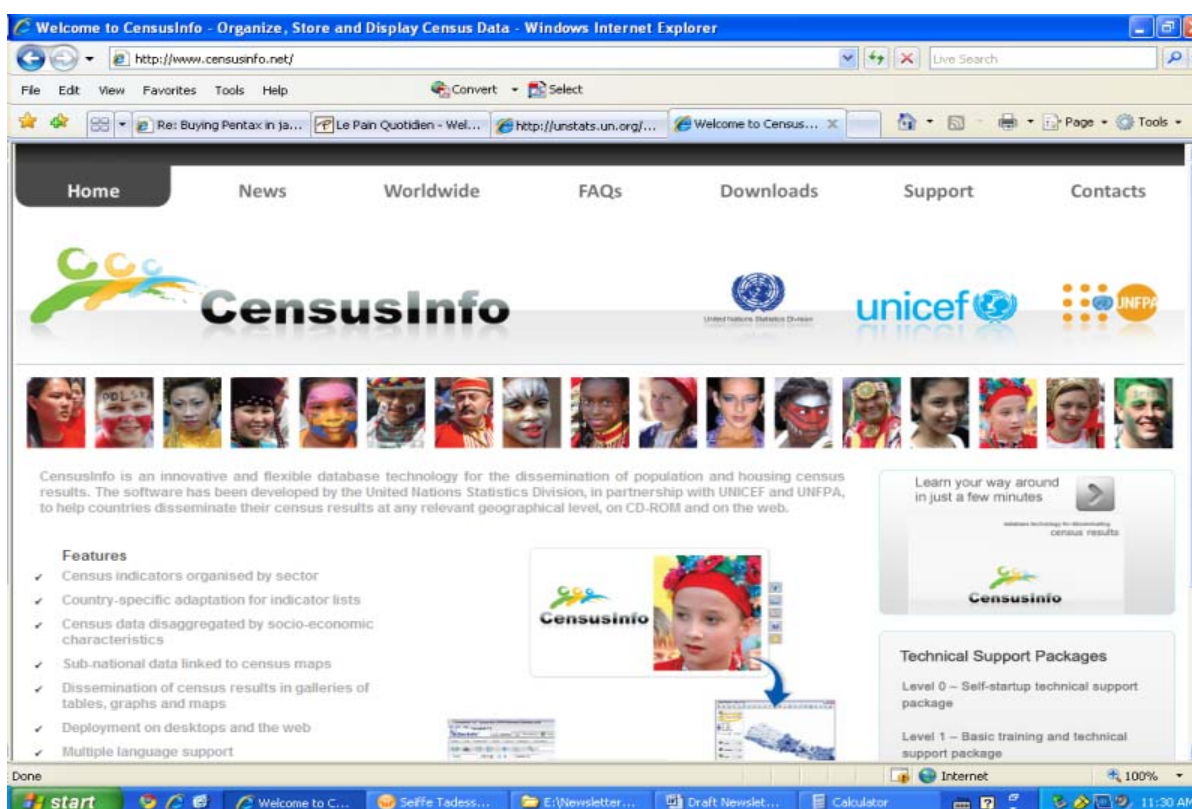 Welcome to CensusInfo - Organize, Store and Display Census Data - Windows Internet Explorer
http://www.censusinfo.net/
Live Search
File Edit View Favorites Tools Help
Convert Select
Re: Buying Pentax in ja... Le Pain Quotidien - Wel... http://unstats.un.org/... Welcome to Census... Page Tools
Home News Worldwide FAQs Downloads Support Contacts
CensusInfo
United Nations Statistics Division
unicef
UNFPA
POLSKA
CensusInfo is an innovative and flexible database technology for the dissemination of population and housing census
results. The software has been developed by the United Nations Statistics Division, in partnership with UNICEF and UNFPA,
to help countries disseminate their census results at any relevant geographical level, on CD-ROM and on the web.
Learn your way around
in just a few minutes
database technology for disseminating
census results
CensusInfo
Features
Census indicators organised by sector
Country-specific adaptation for indicator lists
Census data disaggregated by socio-economic
characteristics
Sub-national data linked to census maps
Dissemination of census results in galleries of
tables, graphs and maps
Deployment on desktops and the web
Multiple language support
CensusInfo
Technical Support Packages
Level 0 – Self-startup technical support
package
Level 1 – Basic training and technical
support package
Done Internet 100%
start Welcome to C... Seiffe Tadess... E:\Newsletter... Draft Newslet... Calculator 11:30 AM